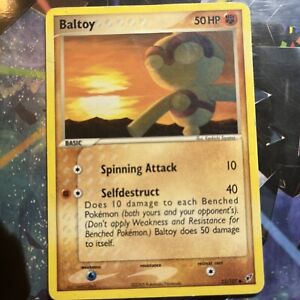 Baltoy 50 HP
BASIC
Spinning Attack 10
Selfdestruct 40
Does 10 damage to each Benched
Pokémon (both yours and your opponent's).
(Don't apply Weakness and Resistance
for Benched Pokémon.) Baltoy does 50 damage
to itself.
weakness resistance retreat cost